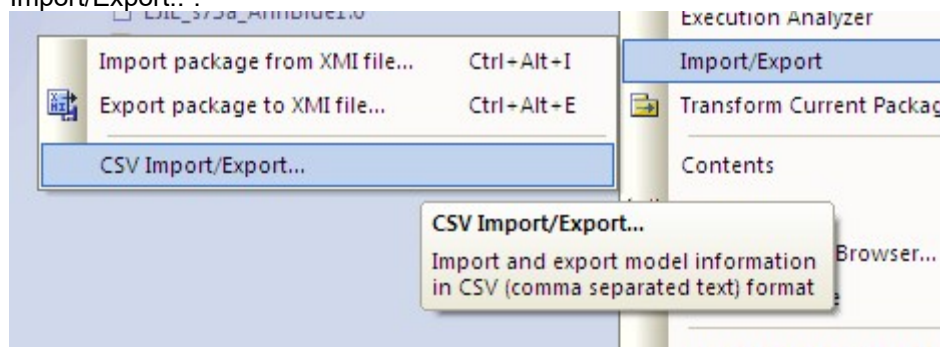 Import/Export.. .
Execution Analyzer
Import package from XMI file... Ctrl+Alt+I
Import/Export
Export package to XMI file... Ctrl+Alt+E
Transform Current Packag
CSV Import/Export...
Contents
CSV Import/Export...
Import and export model information
in CSV (comma separated text) format
Browser...